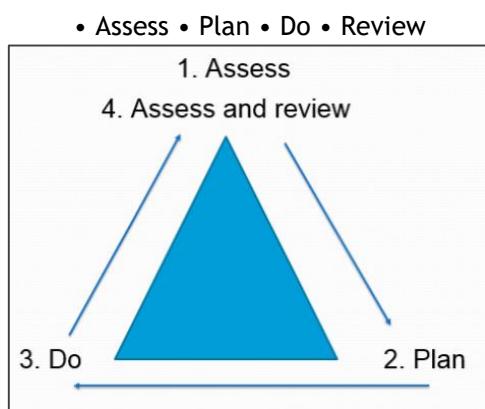 • Assess • Plan • Do • Review
1. Assess
4. Assess and review
3. Do
2. Plan